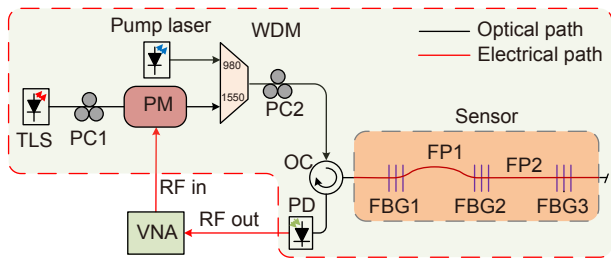 Pump laser
WDM
Optical path
Electrical path
980
1550
PM
TLS
PC1
PC2
Sensor
OC
FP1
FP2
FBG1
FBG2
FBG3
RF in
PD
RF out
VNA